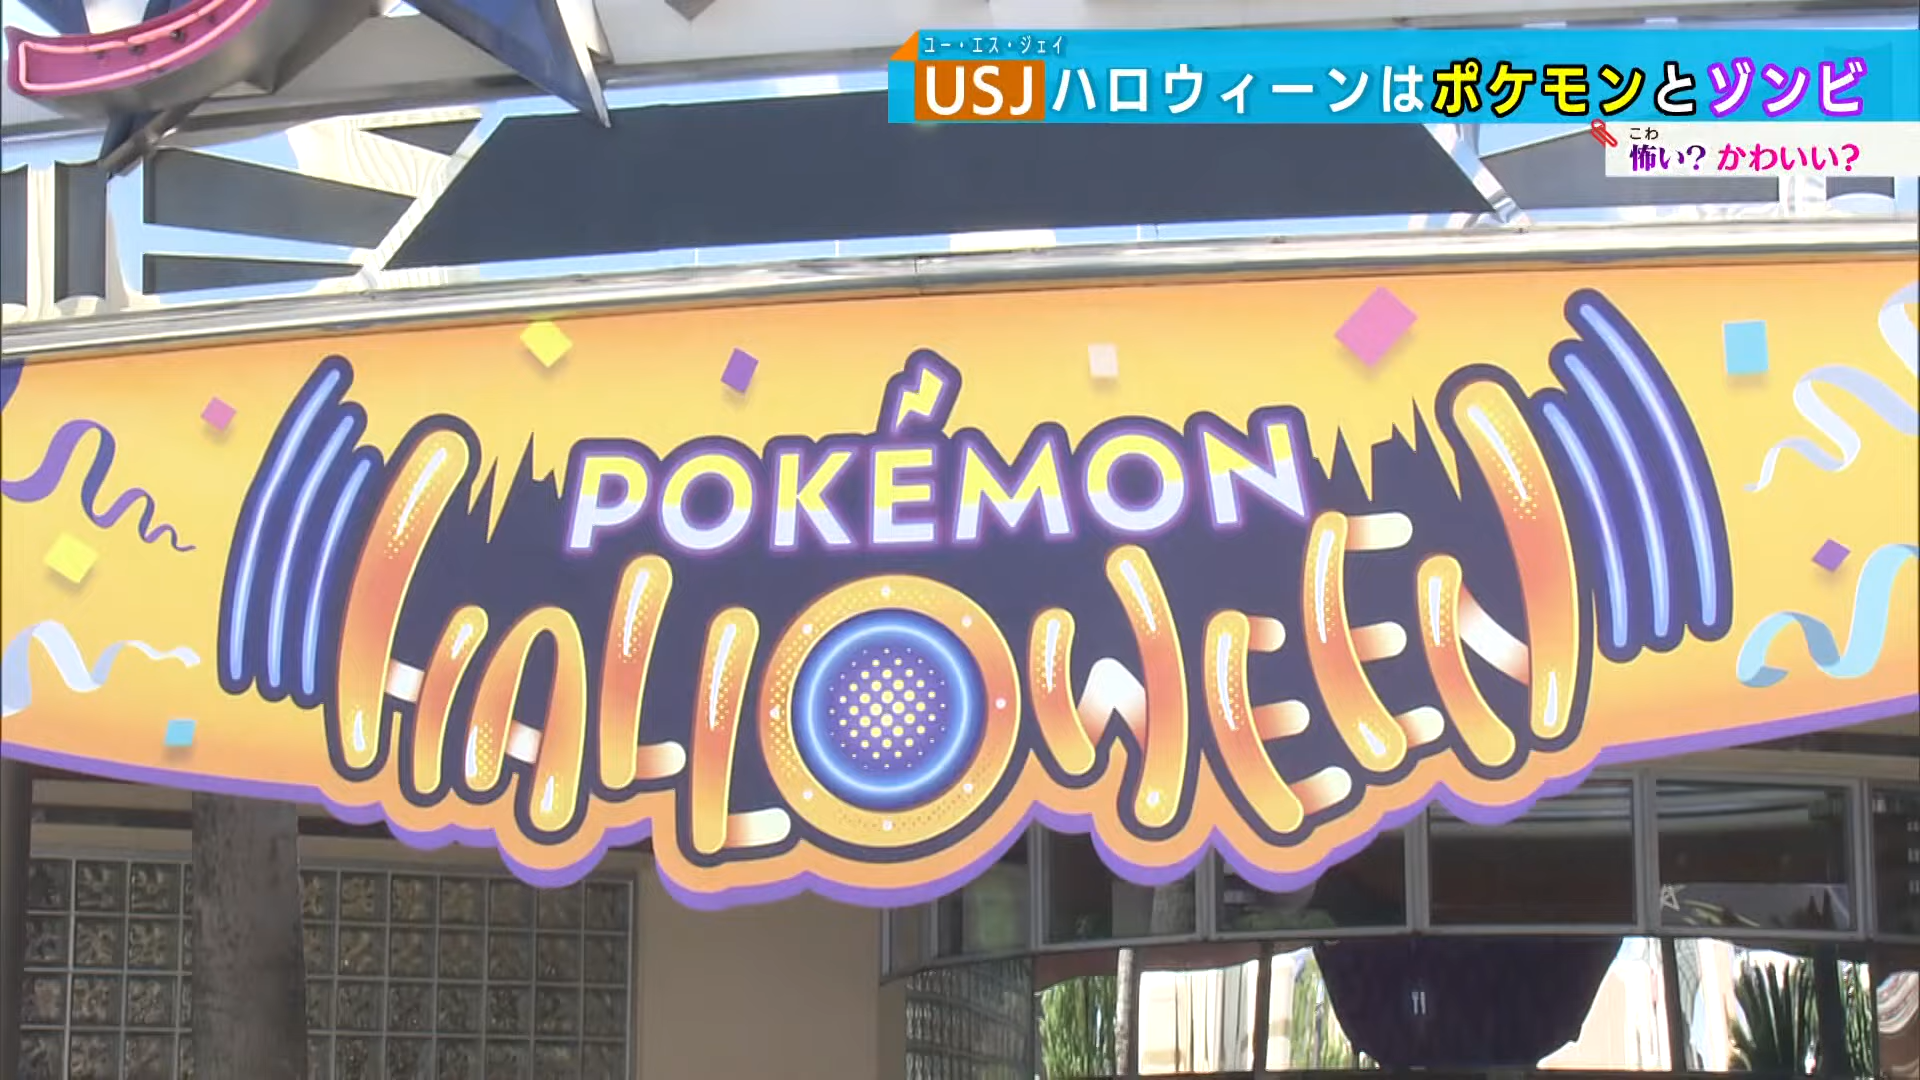 ユー・エス・ジェイ
USJハロウィーンはポケモンとゾンビ
こわ
怖い?かわいい?
POKÉMON
HALLOWEEN